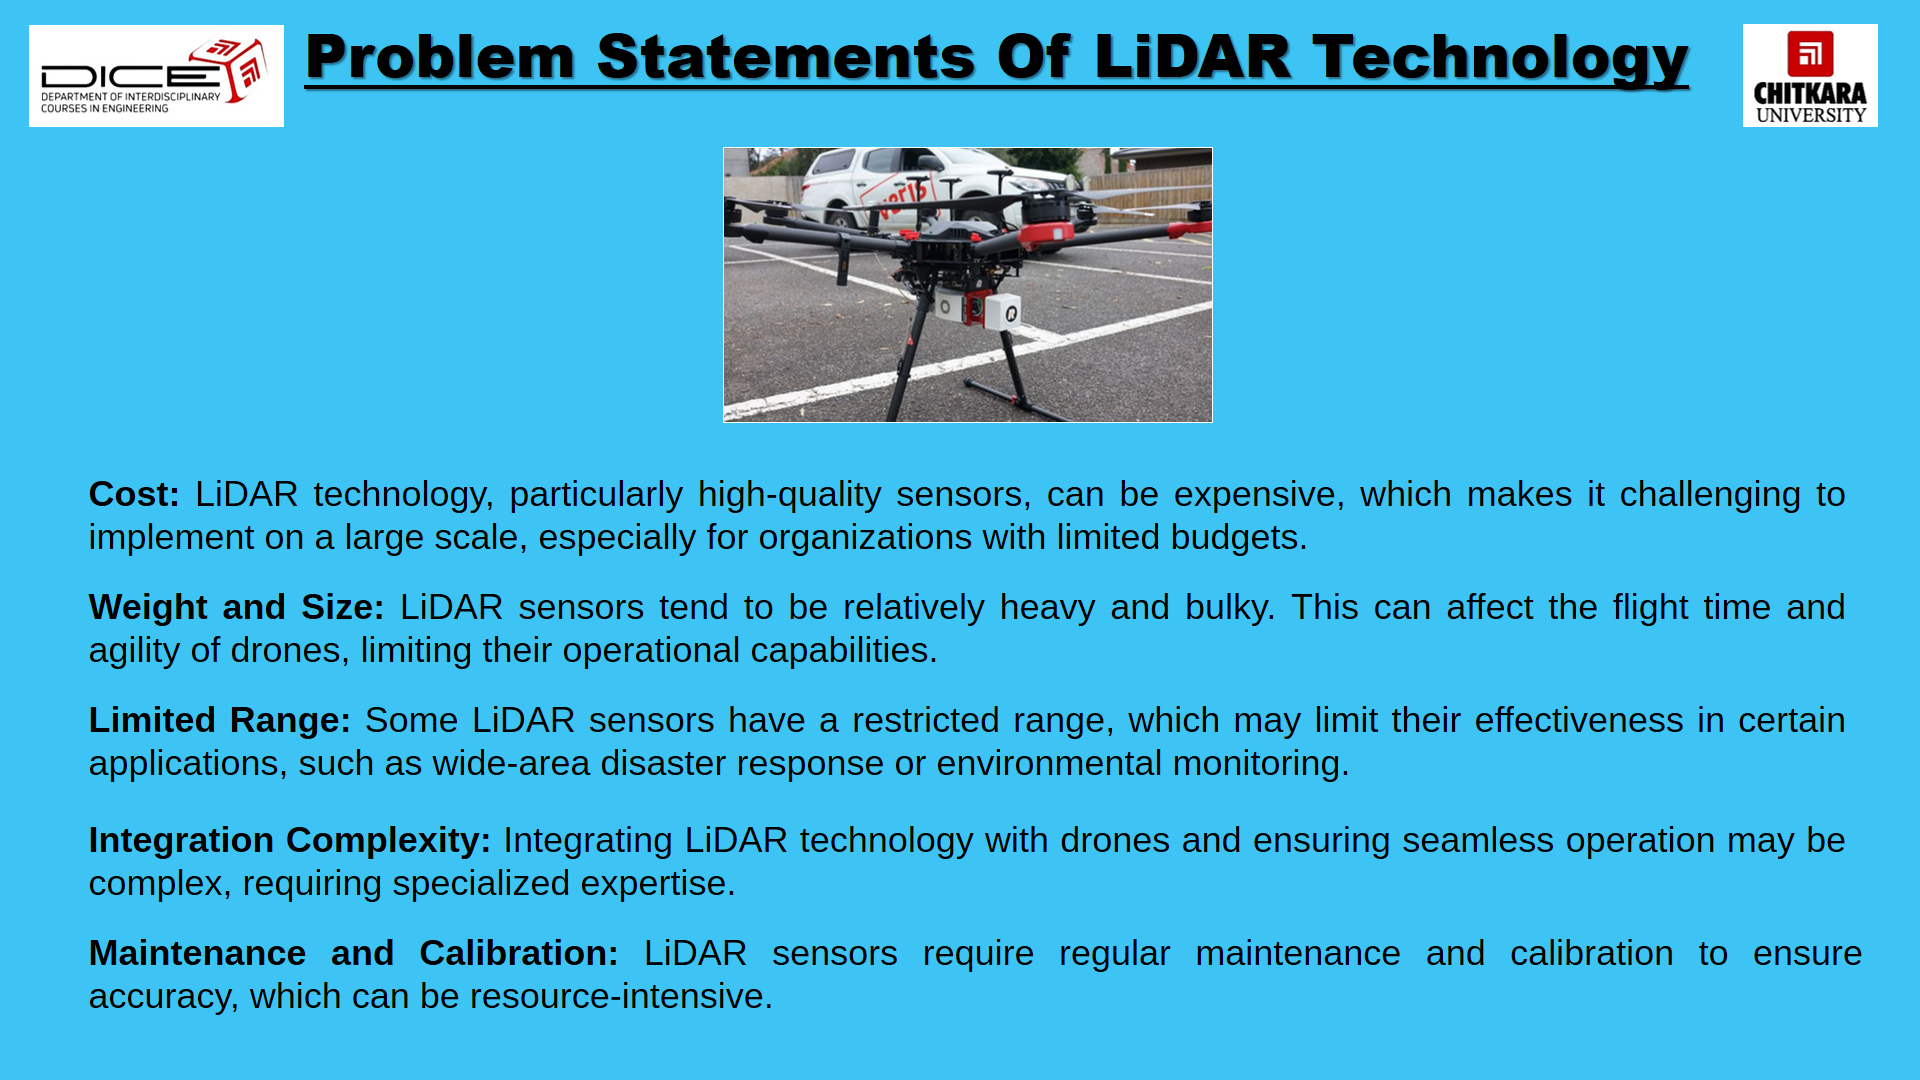 DICE
DEPARTMENT OF INTERDISCIPLINARY
COURSES IN ENGINEERING
Problem Statements Of LiDAR Technology
CHITKARA
UNIVERSITY
Cost: LiDAR technology, particularly high-quality sensors, can be expensive, which makes it challenging to
implement on a large scale, especially for organizations with limited budgets.
Weight and Size: LiDAR sensors tend to be relatively heavy and bulky. This can affect the flight time and
agility of drones, limiting their operational capabilities.
Limited Range: Some LiDAR sensors have a restricted range, which may limit their effectiveness in certain
applications, such as wide-area disaster response or environmental monitoring.
Integration Complexity: Integrating LiDAR technology with drones and ensuring seamless operation may be
complex, requiring specialized expertise.
Maintenance and Calibration: LiDAR sensors require regular maintenance and calibration to ensure
accuracy, which can be resource-intensive.